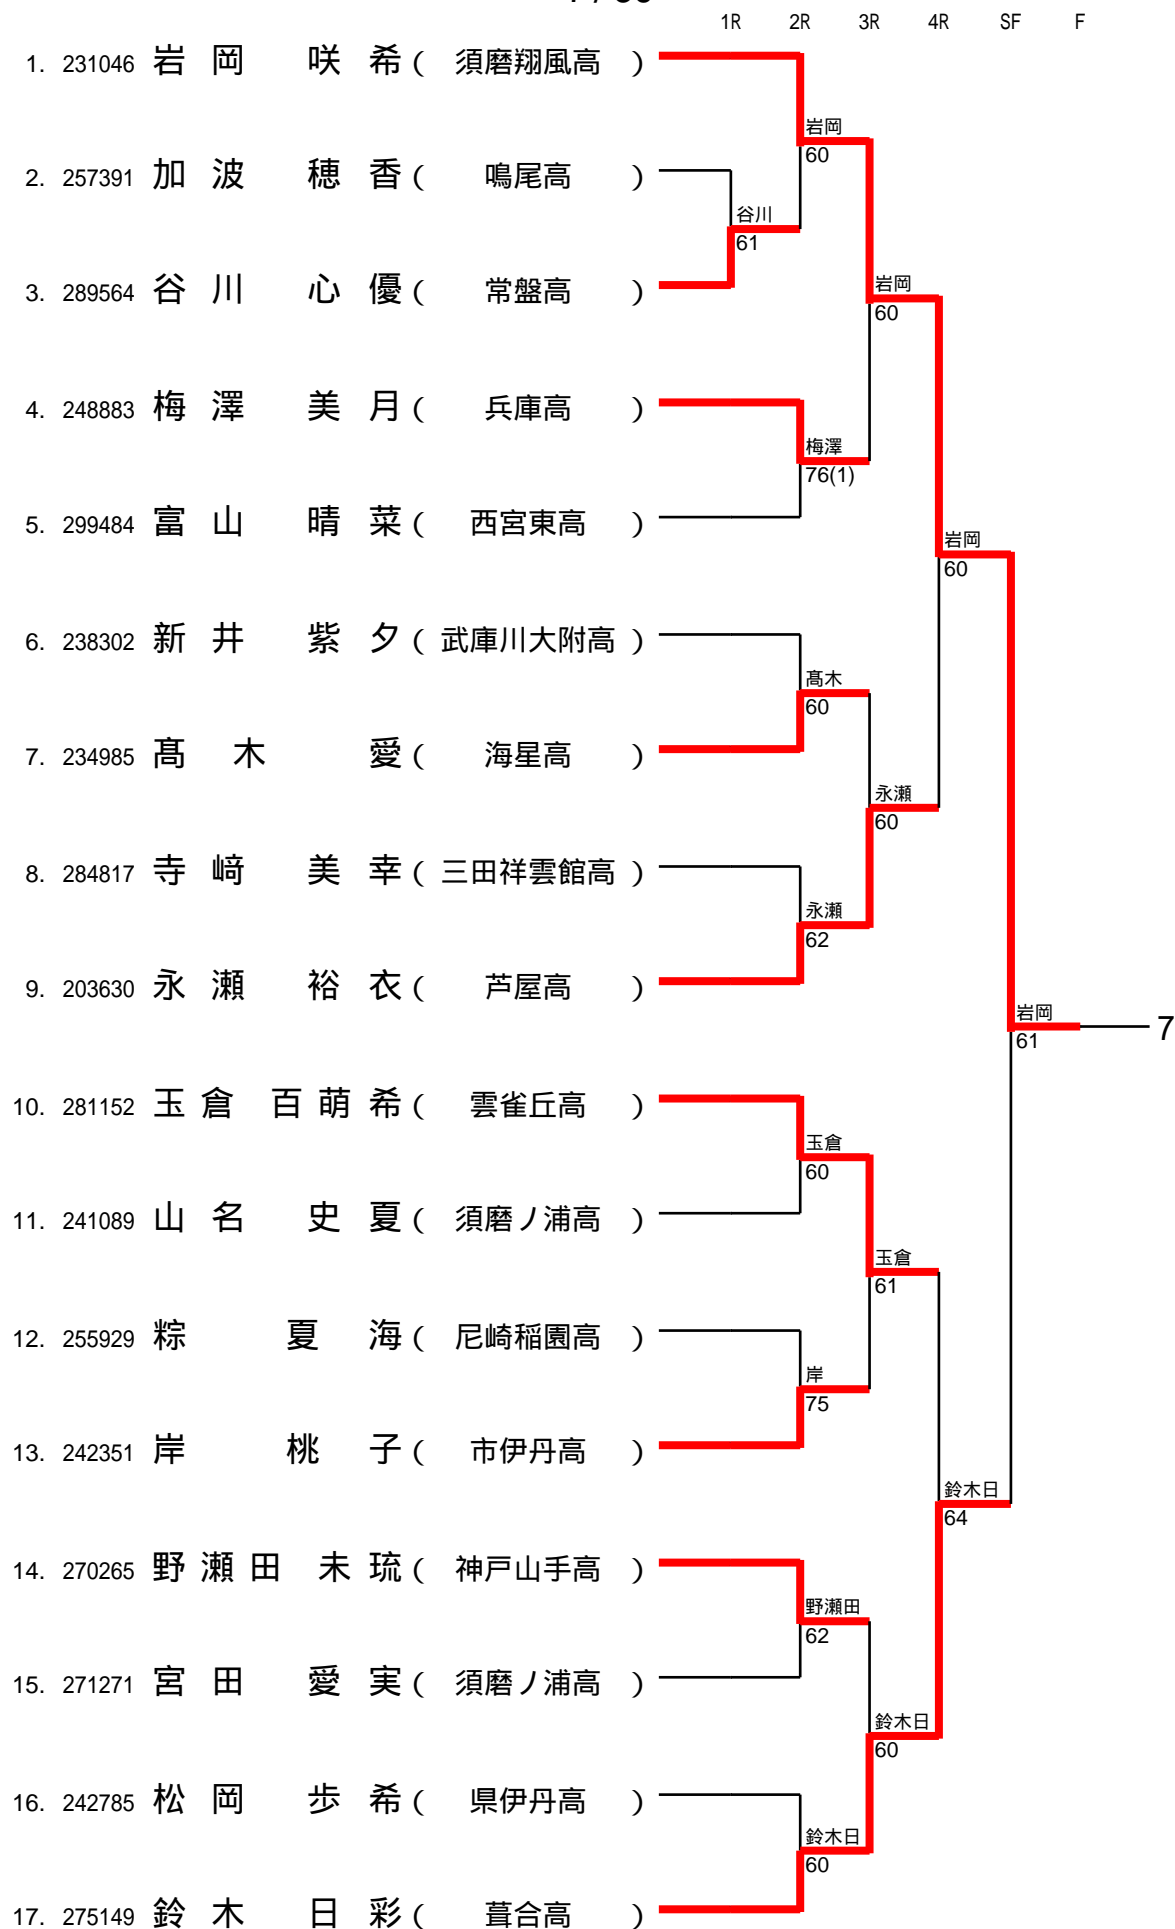 1R 2R 3R 4R SF F
1. 231046 岩岡 咲希 ( 須磨翔風高 )
岩岡
60
2. 257391 加波 穂香 ( 鳴尾高 )
谷川
61
3. 289564 谷川 心優 ( 常盤高 )
岩岡
60
4. 248883 梅澤 美月 ( 兵庫高 )
梅澤
76(1)
5. 299484 富山 晴菜 ( 西宮東高 )
岩岡
60
6. 238302 新井 紫夕 ( 武庫川大附高 )
髙木
60
7. 234985 髙木 愛 ( 海星高 )
永瀬
60
8. 284817 寺﨑 美幸 ( 三田祥雲館高 )
永瀬
62
9. 203630 永瀬 裕衣 ( 芦屋高 )
岩岡
61
7
10. 281152 玉倉 百萌希 ( 雲雀丘高 )
玉倉
60
11. 241089 山名 史夏 ( 須磨ノ浦高 )
玉倉
61
12. 255929 粽 夏海 ( 尼崎稲園高 )
岸
75
13. 242351 岸 桃子 ( 市伊丹高 )
鈴木日
64
14. 270265 野瀬田 未琉 ( 神戸山手高 )
野瀬田
62
15. 271271 宮田 愛実 ( 須磨ノ浦高 )
鈴木日
60
16. 242785 松岡 歩希 ( 県伊丹高 )
鈴木日
60
17. 275149 鈴木 日彩 ( 葺合高 )